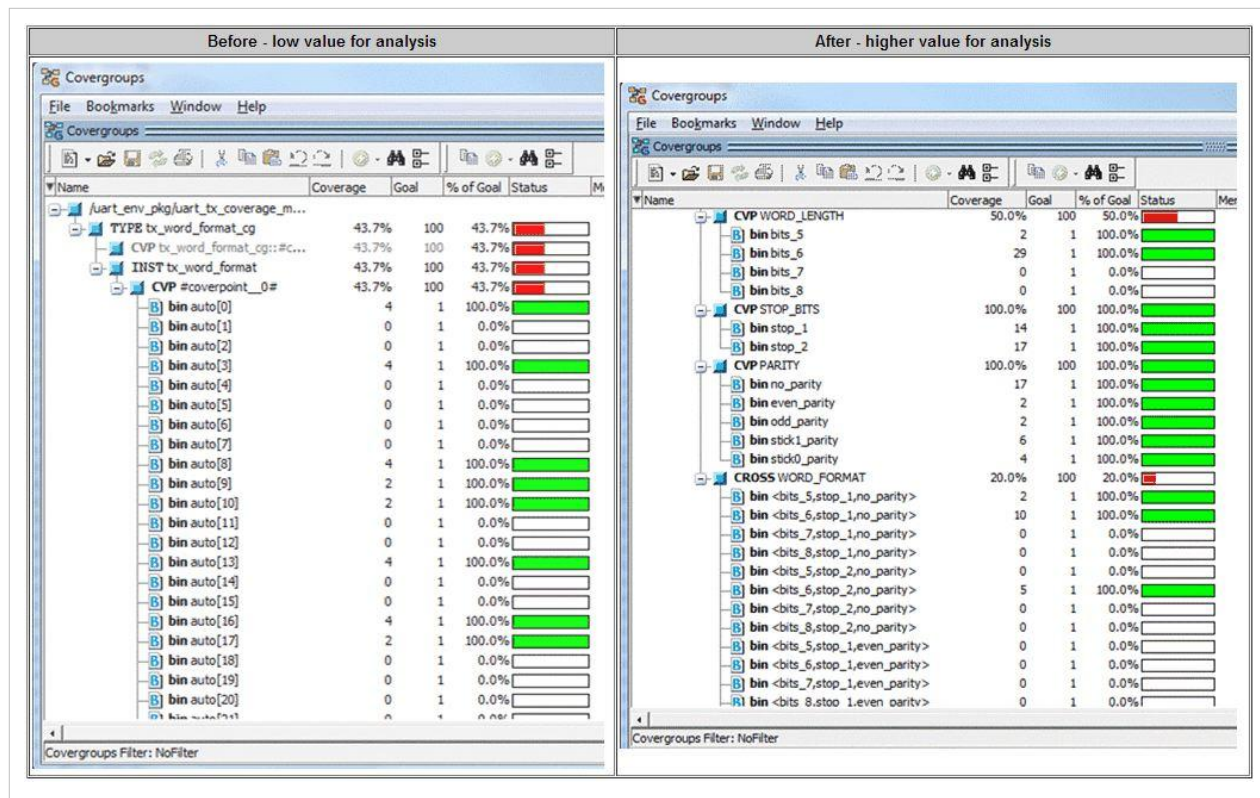 Before - low value for analysis
Covergroups
File Bookmarks Window Help
Covergroups
Name Coverage Goal % of Goal Status
/uart_env_pkg/uart_tx_coverage_m...
TYPE tx_word_format_cg 43.7% 100 43.7%
CVP tx_word_format_cg::#c... 43.7% 100 43.7%
INST tx_word_format 43.7% 100 43.7%
CVP #coverpoint__0# 43.7% 100 43.7%
B] bin auto[0] 4 1 100.0%
B] bin auto[1] 0 1 0.0%
B] bin auto[2] 0 1 0.0%
B] bin auto[3] 4 1 100.0%
B] bin auto[4] 0 1 0.0%
B] bin auto[5] 0 1 0.0%
B] bin auto[6] 0 1 0.0%
B] bin auto[7] 0 1 0.0%
B] bin auto[8] 4 1 100.0%
B] bin auto[9] 2 1 100.0%
B] bin auto[10] 2 1 100.0%
B] bin auto[11] 0 1 0.0%
B] bin auto[12] 0 1 0.0%
B] bin auto[13] 4 1 100.0%
B] bin auto[14] 0 1 0.0%
B] bin auto[15] 0 1 0.0%
B] bin auto[16] 4 1 100.0%
B] bin auto[17] 2 1 100.0%
B] bin auto[18] 0 1 0.0%
B] bin auto[19] 0 1 0.0%
B] bin auto[20] 0 1 0.0%
Covergroups Filter: NoFilter
After - higher value for analysis
Covergroups
File Bookmarks Window Help
Covergroups
Name Coverage Goal % of Goal Status Mer
CVP WORD_LENGTH 50.0% 100 50.0%
B] bin bits_5 2 1 100.0%
B] bin bits_6 29 1 100.0%
B] bin bits_7 0 1 0.0%
B] bin bits_8 0 1 0.0%
CVP STOP_BITS 100.0% 100 100.0%
B] bin stop_1 14 1 100.0%
B] bin stop_2 17 1 100.0%
CVP PARITY 100.0% 100 100.0%
B] bin no_parity 17 1 100.0%
B] bin even_parity 2 1 100.0%
B] bin odd_parity 2 1 100.0%
B] bin stick1_parity 6 1 100.0%
B] bin stick0_parity 4 1 100.0%
CROSS WORD_FORMAT 20.0% 100 20.0%
B] bin <bits_5,stop_1,no_parity> 2 1 100.0%
B] bin <bits_6,stop_1,no_parity> 10 1 100.0%
B] bin <bits_7,stop_1,no_parity> 0 1 0.0%
B] bin <bits_8,stop_1,no_parity> 0 1 0.0%
B] bin <bits_5,stop_2,no_parity> 0 1 0.0%
B] bin <bits_6,stop_2,no_parity> 5 1 100.0%
B] bin <bits_7,stop_2,no_parity> 0 1 0.0%
B] bin <bits_8,stop_2,no_parity> 0 1 0.0%
B] bin <bits_5,stop_1,even_parity> 0 1 0.0%
B] bin <bits_6,stop_1,even_parity> 0 1 0.0%
B] bin <bits_7,stop_1,even_parity> 0 1 0.0%
B] bin <bits_8,stop_1,even_parity> 0 1 0.0%
Covergroups Filter: NoFilter